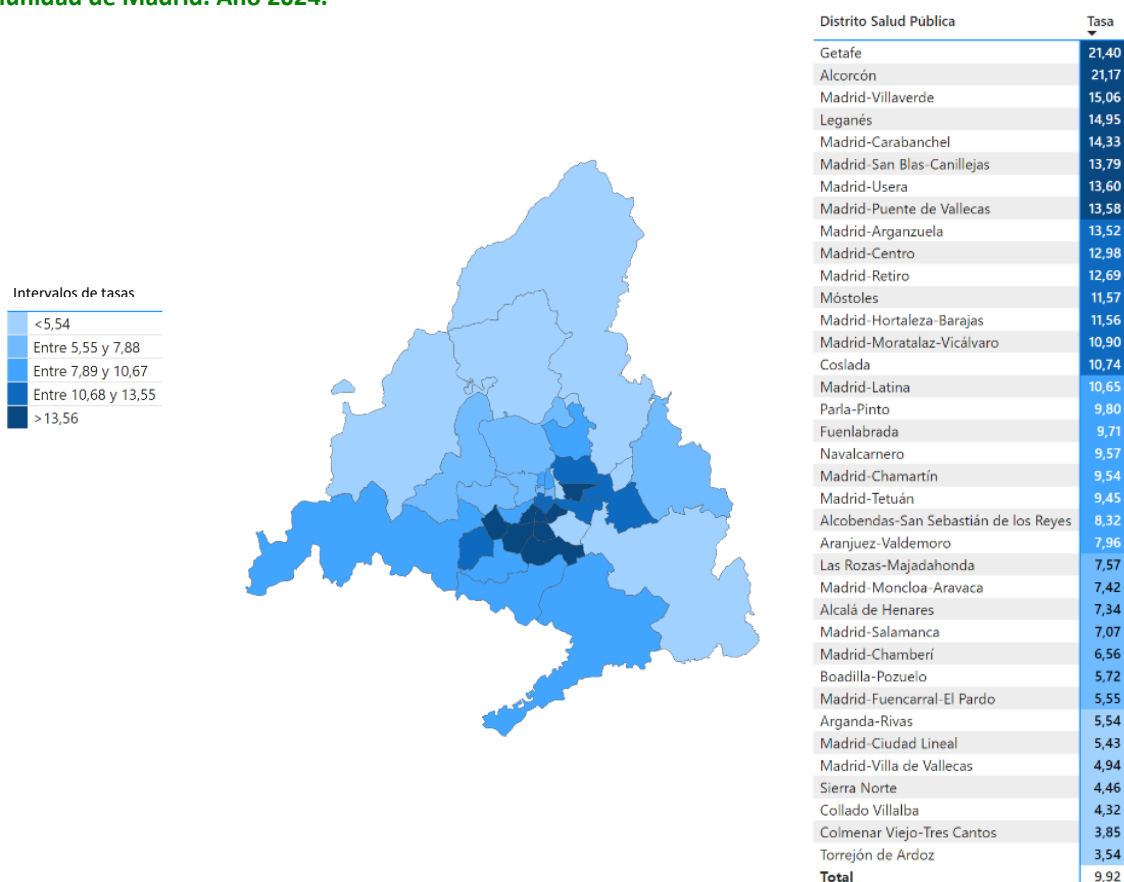 unidad de Madrid. Año 2024.
Distrito Salud Pública Tasa
Getafe 21,40
Alcorcón 21,17
Madrid-Villaverde 15,06
Leganés 14,95
Madrid-Carabanchel 14,33
Madrid-San Blas-Canillejas 13,79
Madrid-Usera 13,60
Madrid-Puente de Vallecas 13,58
Madrid-Arganzuela 13,52
Madrid-Centro 12,98
Madrid-Retiro 12,69
Móstoles 11,57
Madrid-Hortaleza-Barajas 11,56
Madrid-Moratalaz-Vicálvaro 10,90
Coslada 10,74
Madrid-Latina 10,65
Parla-Pinto 9,80
Fuenlabrada 9,71
Navalcarnero 9,57
Madrid-Chamartín 9,54
Madrid-Tetuán 9,45
Alcobendas-San Sebastián de los Reyes 8,32
Aranjuez-Valdemoro 7,96
Las Rozas-Majadahonda 7,57
Madrid-Moncloa-Aravaca 7,42
Alcalá de Henares 7,34
Madrid-Salamanca 7,07
Madrid-Chamberí 6,56
Boadilla-Pozuelo 5,72
Madrid-Fuencarral-El Pardo 5,55
Arganda-Rivas 5,54
Madrid-Ciudad Lineal 5,43
Madrid-Villa de Vallecas 4,94
Sierra Norte 4,46
Collado Villalba 4,32
Colmenar Viejo-Tres Cantos 3,85
Torrejón de Ardoz 3,54
Total 9,92
Intervalos de tasas
<5,54
Entre 5,55 y 7,88
Entre 7,89 y 10,67
Entre 10,68 y 13,55
>13,56